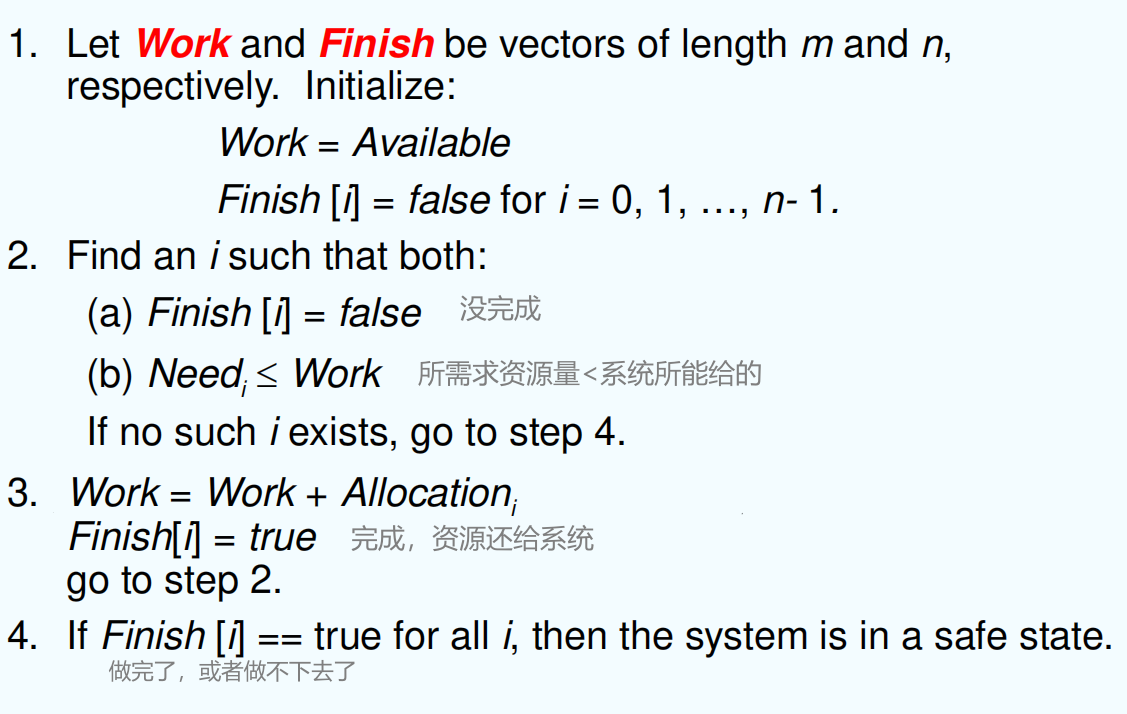 1. Let Work and Finish be vectors of length m and n,
respectively. Initialize:
Work = Available
Finish [i] = false for i = 0, 1, …, n- 1.
2. Find an i such that both:
(a) Finish [i] = false 没完成
(b) Needi ≤ Work 所需求资源量<系统所能给的
If no such i exists, go to step 4.
3. Work = Work + Allocationi
Finish[i] = true 完成，资源还给系统
go to step 2.
4. If Finish [i] == true for all i, then the system is in a safe state.
做完了，或者做不下去了